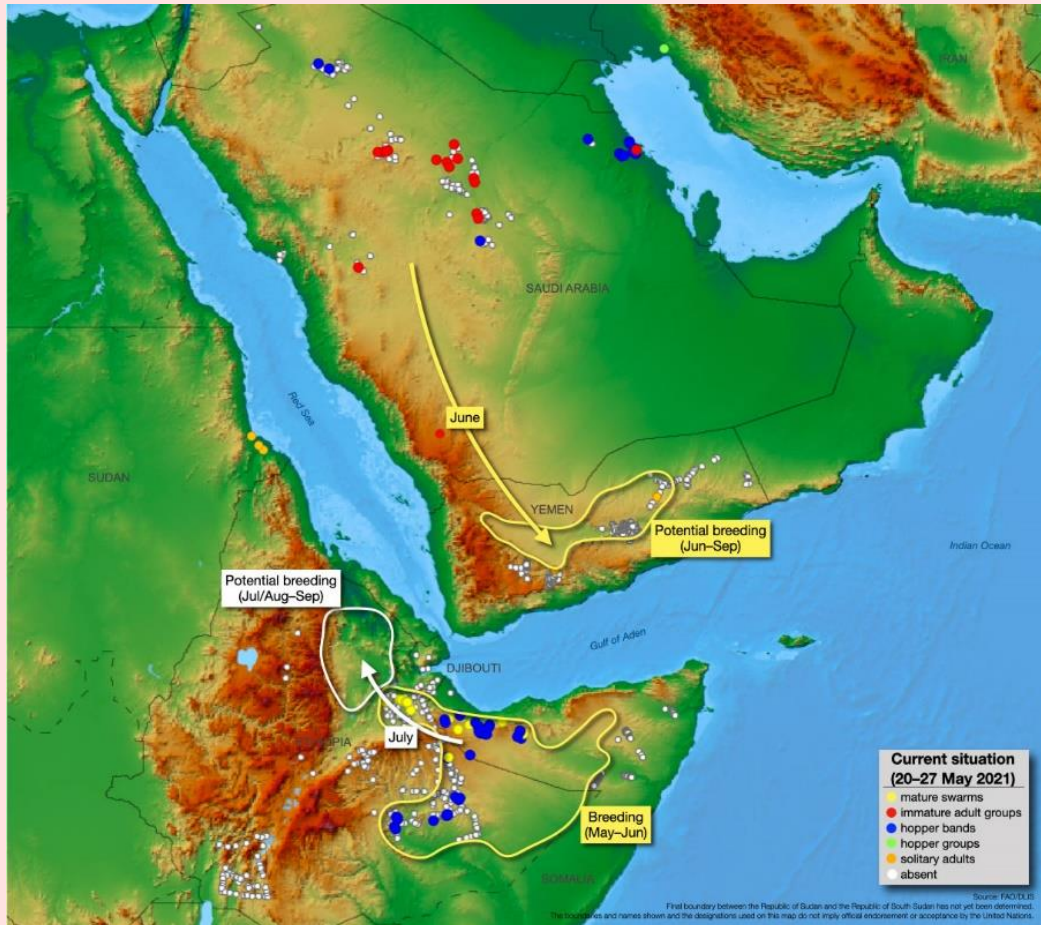 IRAN
SAUDI ARABIA
Red Sea
June
SUDAN
YEMEN
Potential breeding
(Jun–Sep)
Indian Ocean
Potential breeding
(Jul/Aug–Sep)
Gulf of Aden
DJIBOUTI
July
ETHIOPIA
Breeding
(May–Jun)
SOMALIA
Current situation
(20–27 May 2021)
mature swarms
immature adult groups
hopper bands
hopper groups
solitary adults
absent
Source: FAO/DLIS
Final boundary between the Republic of Sudan and the Republic of South Sudan has not yet been determined.
The boundaries and names shown and the designations used on this map do not imply official endorsement or acceptance by the United Nations.